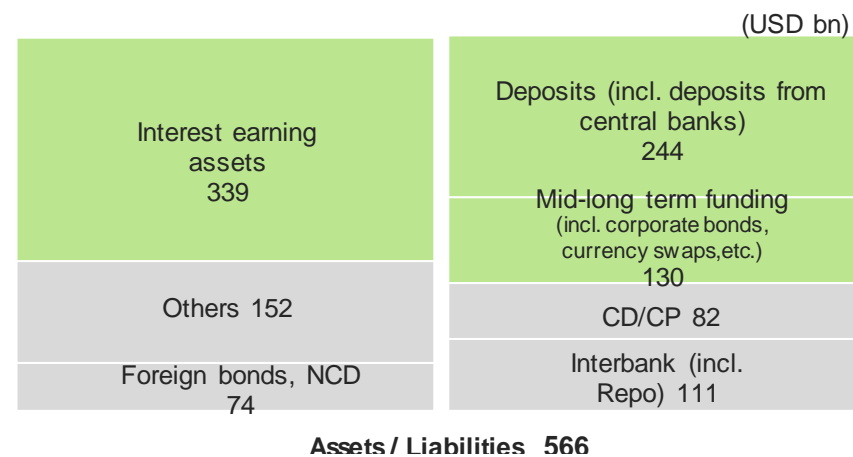 (USD bn)
Interest earning
assets
339
Others 152
Foreign bonds, NCD
74
Deposits (incl. deposits from
central banks)
244
Mid-long term funding
(incl. corporate bonds,
currency swaps,etc.)
130
CD/CP 82
Interbank (incl.
Repo) 111
Assets / Liabilities 566